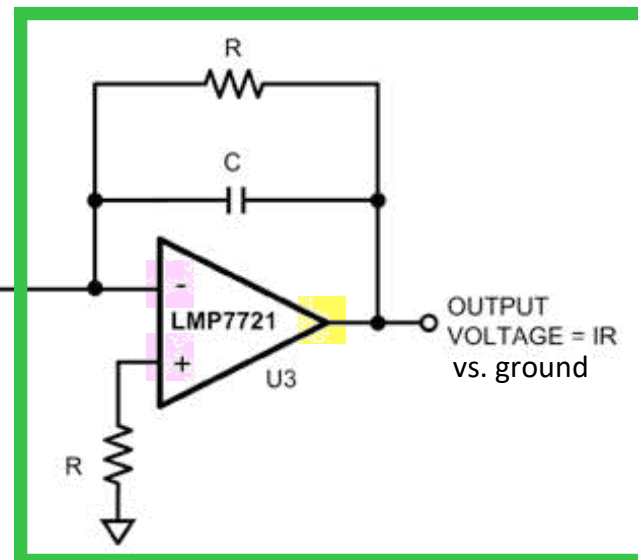 R
C
-
LMP7721
+
U3
OUTPUT
VOLTAGE = IR
vs. ground
R